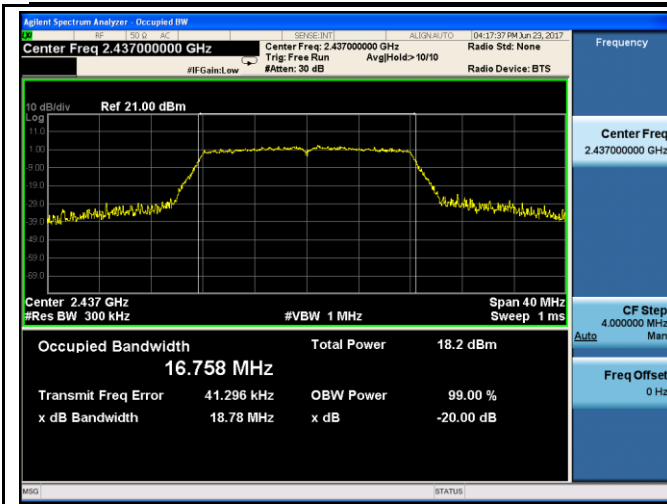 Agilent Spectrum Analyzer - Occupied BW
RF 50 Ω AC SENSE:INT ALIGNAUTO 04:17:37 PM Jun 23, 2017
Center Freq 2.437000000 GHz Center Freq: 2.437000000 GHz Radio Std: None Frequency
Trig: Free Run Avg|Hold:>10/10
#IFGain:Low #Atten: 30 dB Radio Device: BTS
10 dB/div Ref 21.00 dBm
Log
11.0
1.00
-9.00
-19.0
-29.0
-39.0
-49.0
-59.0
-69.0
Center Freq
2.437000000 GHz
Center 2.437 GHz Span 40 MHz
#Res BW 300 kHz #VBW 1 MHz Sweep 1 ms
CF Step
4.000000 MHz
Auto Man
Occupied Bandwidth Total Power 18.2 dBm
16.758 MHz
Transmit Freq Error 41.296 kHz OBW Power 99.00 %
x dB Bandwidth 18.78 MHz x dB -20.00 dB
Freq Offset
0 Hz
MSG STATUS